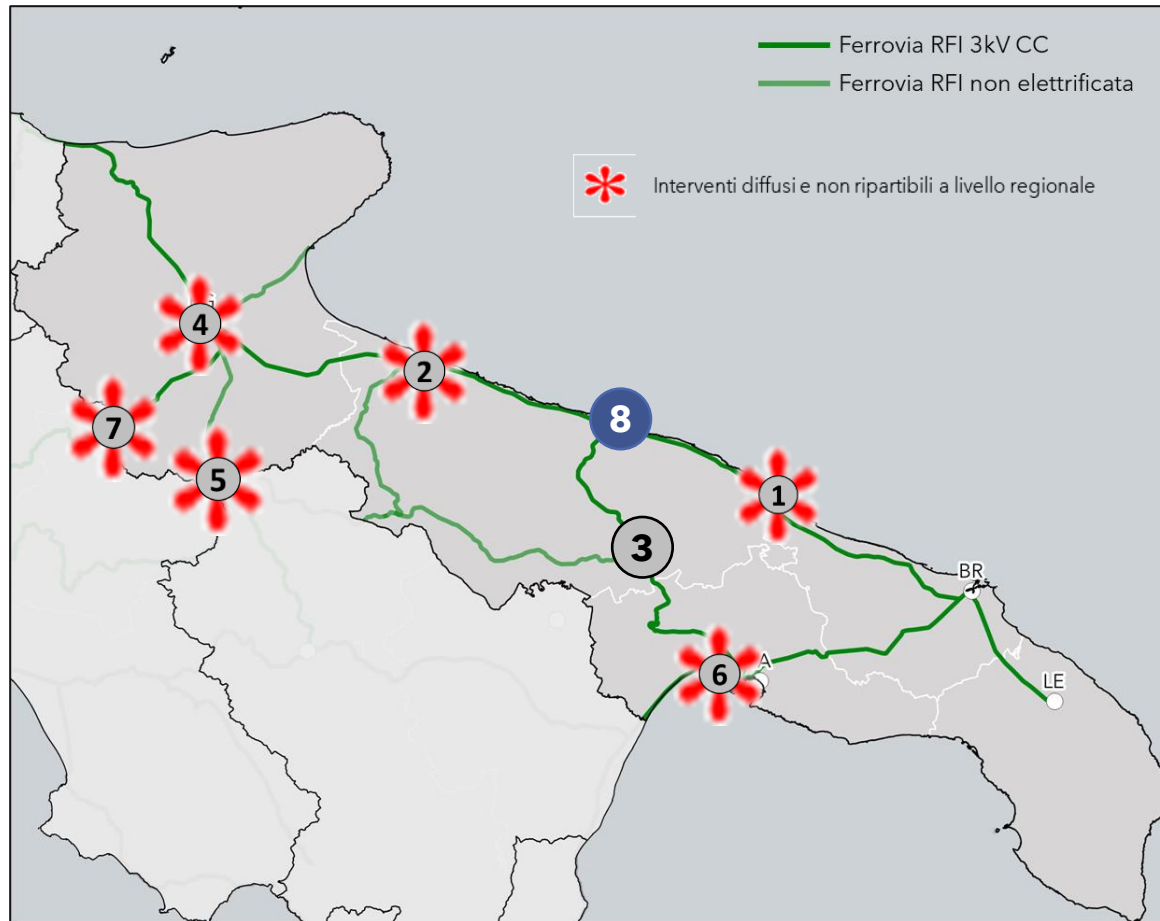 Ferrovia RFI 3kV CC
Ferrovia RFI non elettrificata
Interventi diffusi e non ripartibili a livello regionale
4
2
8
7
5
1
3
BR
6
A
LE